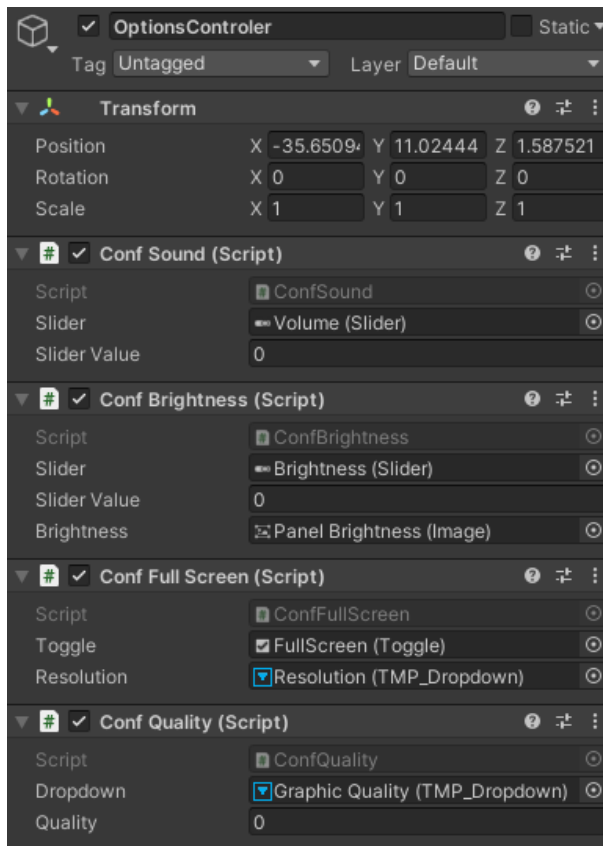 OptionsControler Static
Tag Untagged Layer Default
Transform
Position X -35.6509 Y 11.02444 Z 1.587521
Rotation X 0 Y 0 Z 0
Scale X 1 Y 1 Z 1
# Conf Sound (Script)
Script # ConfSound
Slider Volume (Slider)
Slider Value 0
# Conf Brightness (Script)
Script # ConfBrightness
Slider Brightness (Slider)
Slider Value 0
Brightness Panel Brightness (Image)
# Conf Full Screen (Script)
Script # ConfFullScreen
Toggle FullScreen (Toggle)
Resolution Resolution (TMP_Dropdown)
# Conf Quality (Script)
Script # ConfQuality
Dropdown Graphic Quality (TMP_Dropdown)
Quality 0